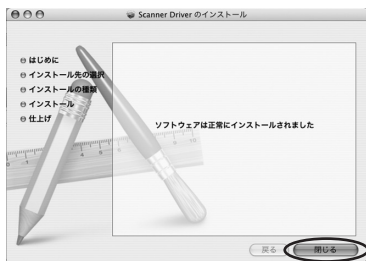 Scanner Driver のインストール
はじめに
インストール先の選択
インストールの種類
インストール
仕上げ
ソフトウェアは正常にインストールされました
戻る
閉じる